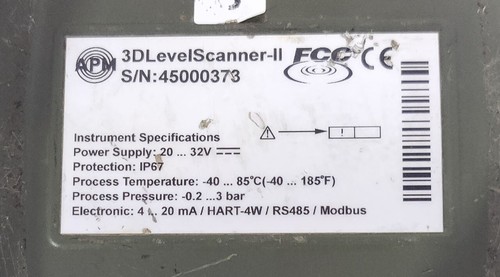 APM
3DLevelScanner-II
FCC CE
S/N:45000373
Instrument Specifications
!
Power Supply: 20 ... 32V
Protection: IP67
Process Temperature: -40 ... 85℃(-40 ... 185℉)
Process Pressure: -0.2 ... 3 bar
Electronic: 4 ... 20 mA / HART-4W / RS485 / Modbus